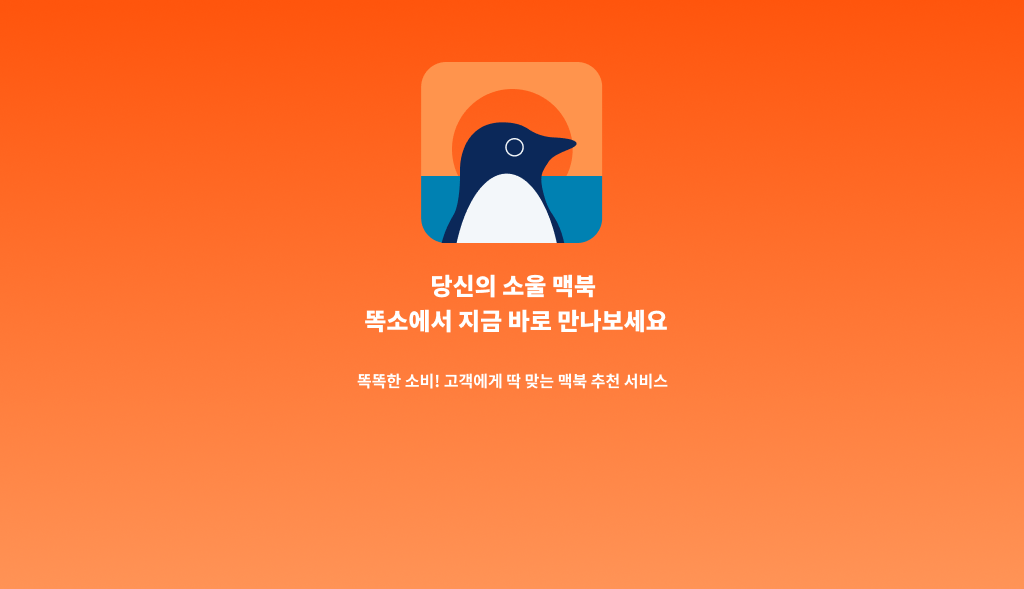 당신의 소울 맥북
똑소에서 지금 바로 만나보세요
똑똑한 소비! 고객에게 딱 맞는 맥북 추천 서비스